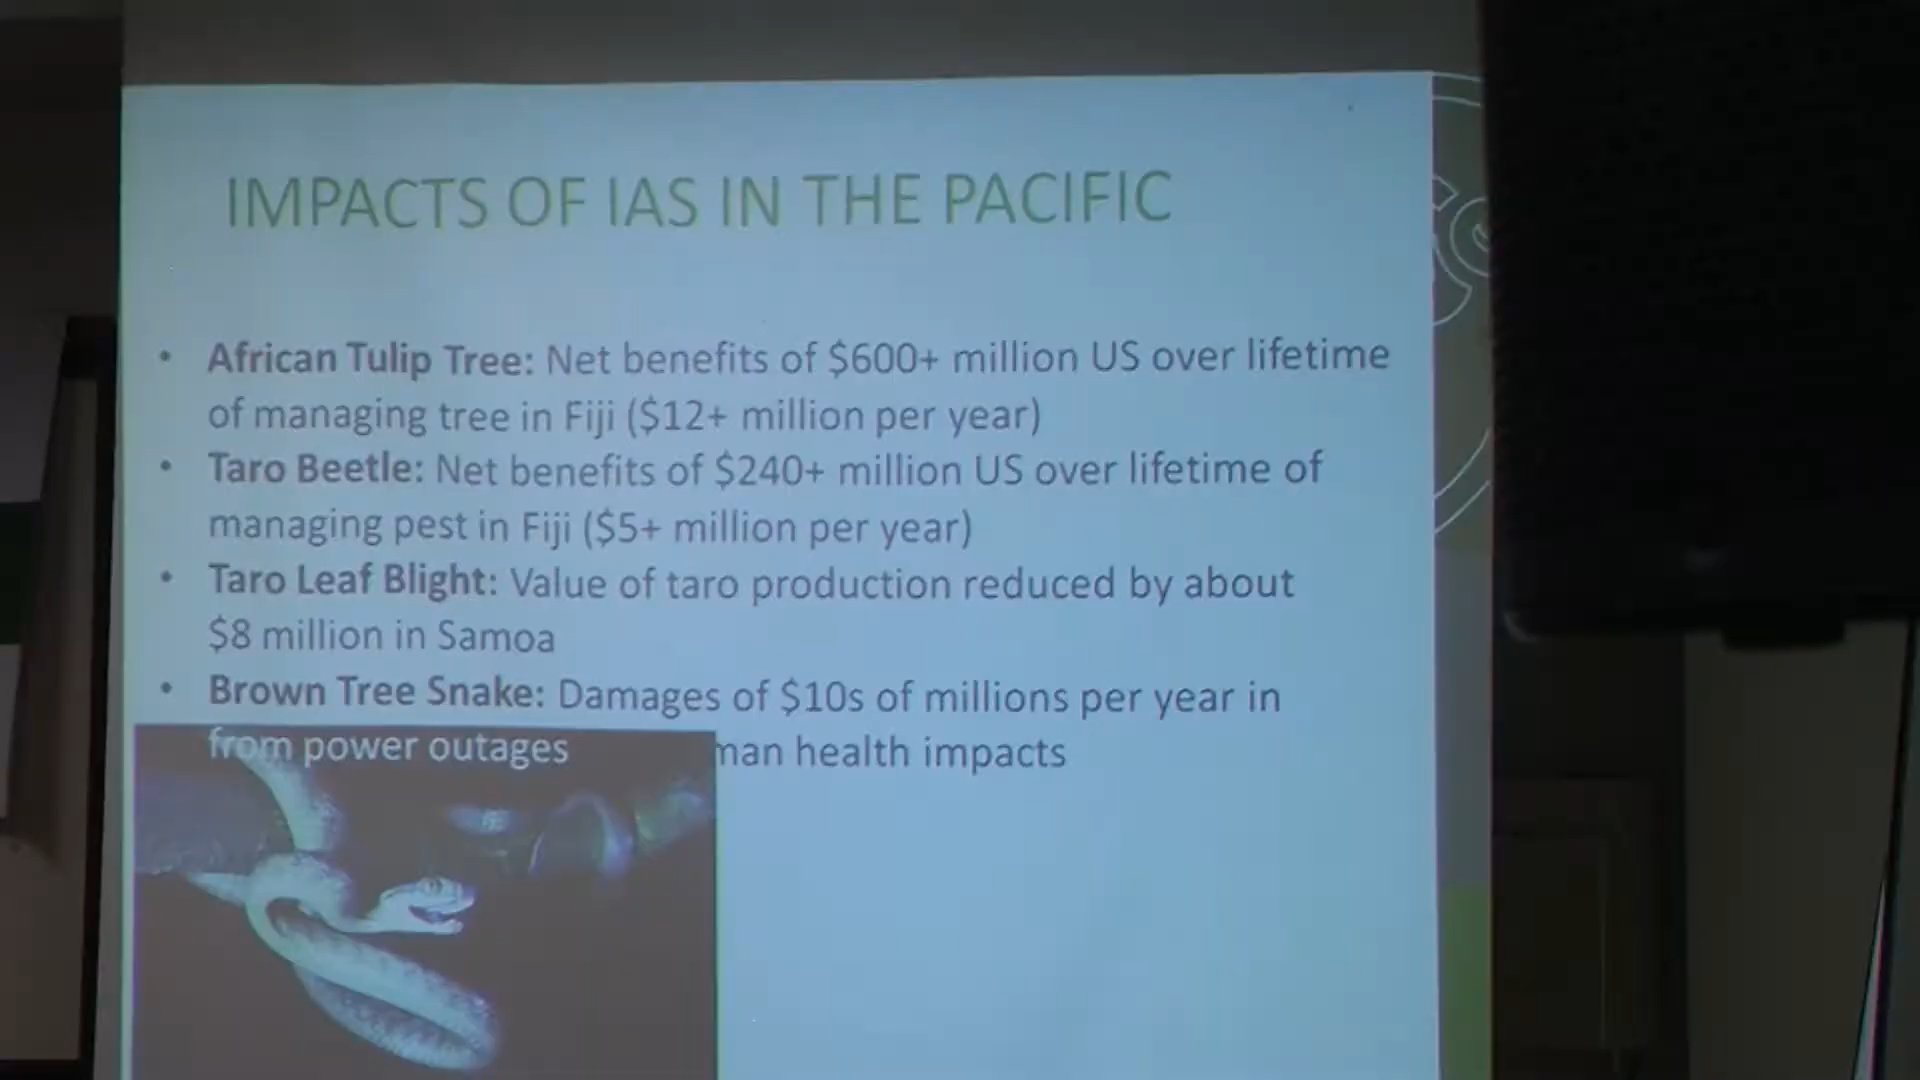 IMPACTS OF IAS IN THE PACIFIC
• African Tulip Tree: Net benefits of $600+ million US over lifetime
of managing tree in Fiji ($12+ million per year)
• Taro Beetle: Net benefits of $240+ million US over lifetime of
managing pest in Fiji ($5+ million per year)
• Taro Leaf Blight: Value of taro production reduced by about
$8 million in Samoa
• Brown Tree Snake: Damages of $10s of millions per year in
from power outages man health impacts